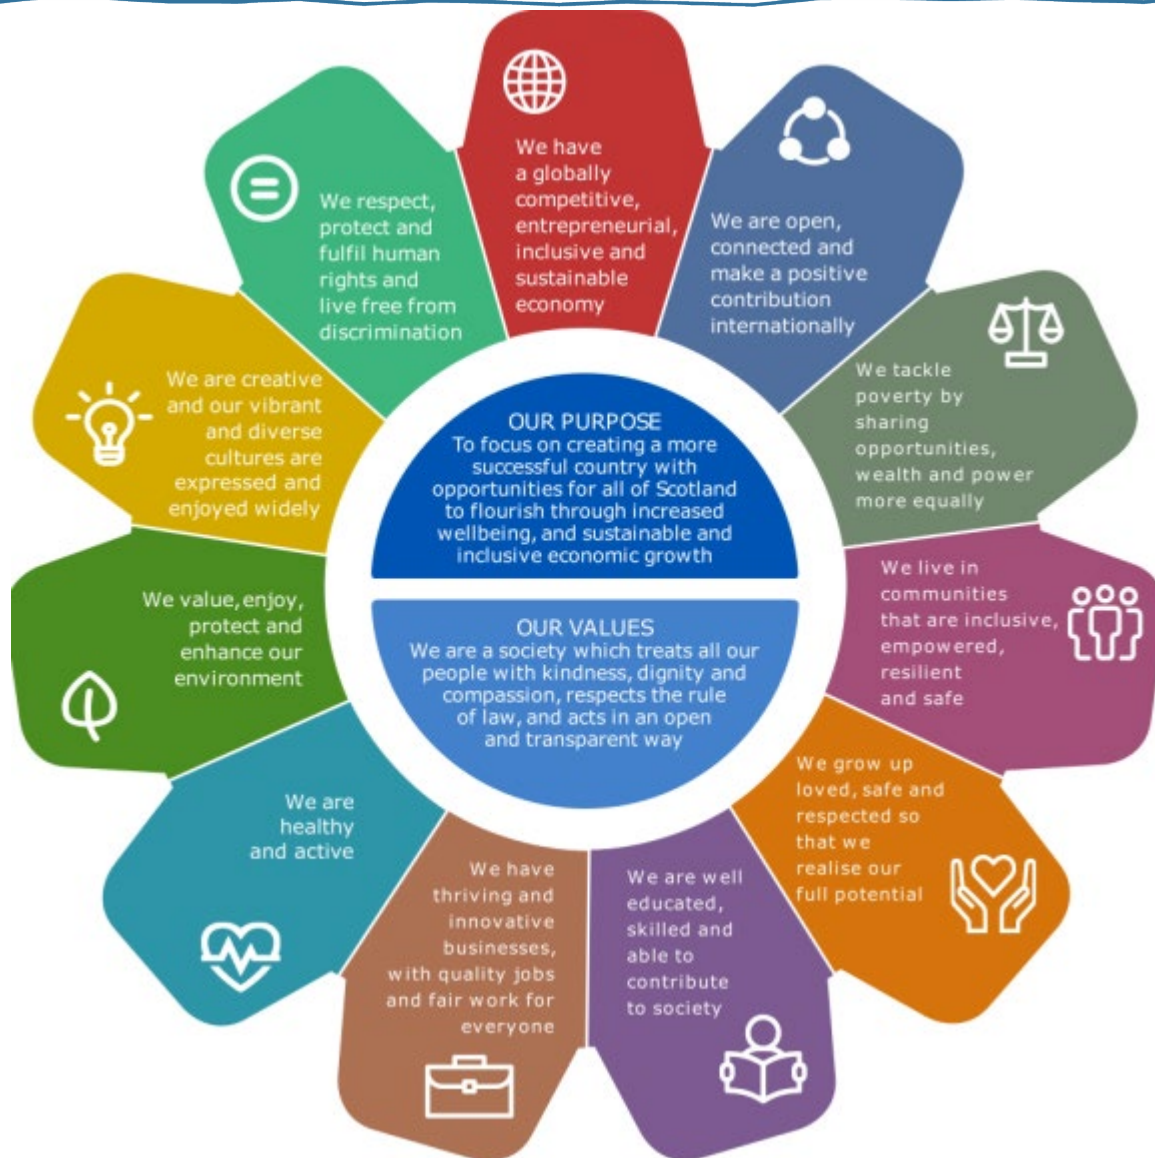 We have
a globally
competitive,
entrepreneurial,
inclusive and
sustainable
economy
We are open,
connected and
make a positive
contribution
internationally
We tackle
poverty by
sharing
opportunities,
wealth and power
more equally
We live in
communities
that are inclusive,
empowered,
resilient
and safe
We grow up
loved, safe and
respected so
that we
realise our
full potential
We are well
educated,
skilled and
able to
contribute
to society
We have
thriving and
innovative
businesses,
with quality jobs
and fair work for
everyone
We are
healthy
and active
We value, enjoy,
protect and
enhance our
environment
We are creative
and our vibrant
and diverse
cultures are
expressed and
enjoyed widely
We respect,
protect and
fulfil human
rights and
live free from
discrimination
OUR PURPOSE
To focus on creating a more
successful country with
opportunities for all of Scotland
to flourish through increased
wellbeing, and sustainable and
inclusive economic growth
OUR VALUES
We are a society which treats all our
people with kindness, dignity and
compassion, respects the rule
of law, and acts in an open
and transparent way